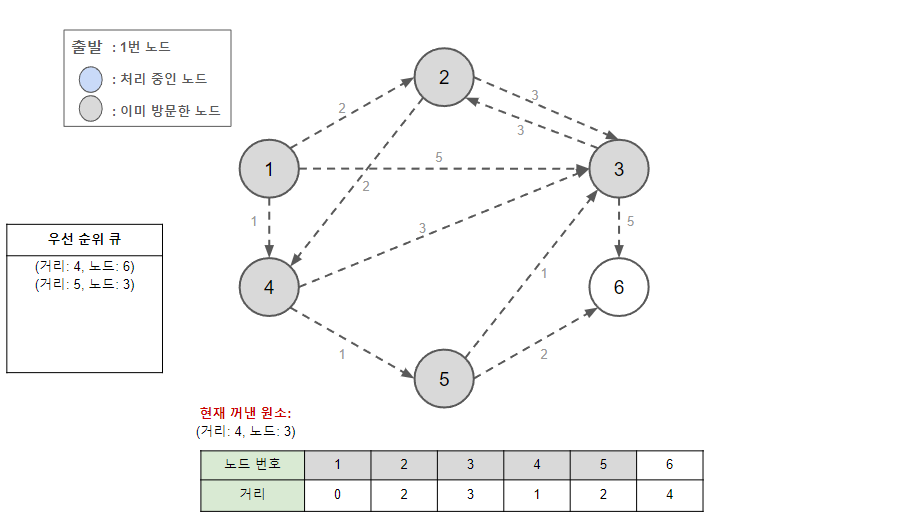 출발 : 1번 노드
: 처리 중인 노드
: 이미 방문한 노드
2
2
3
3
1
5
3
1
2
우선 순위 큐
(거리: 4, 노드: 6)
(거리: 5, 노드: 3)
3
5
4
6
1
1
2
5
현재 꺼낸 원소:
(거리: 4, 노드: 3)
노드 번호 1 2 3 4 5 6
거리 0 2 3 1 2 4